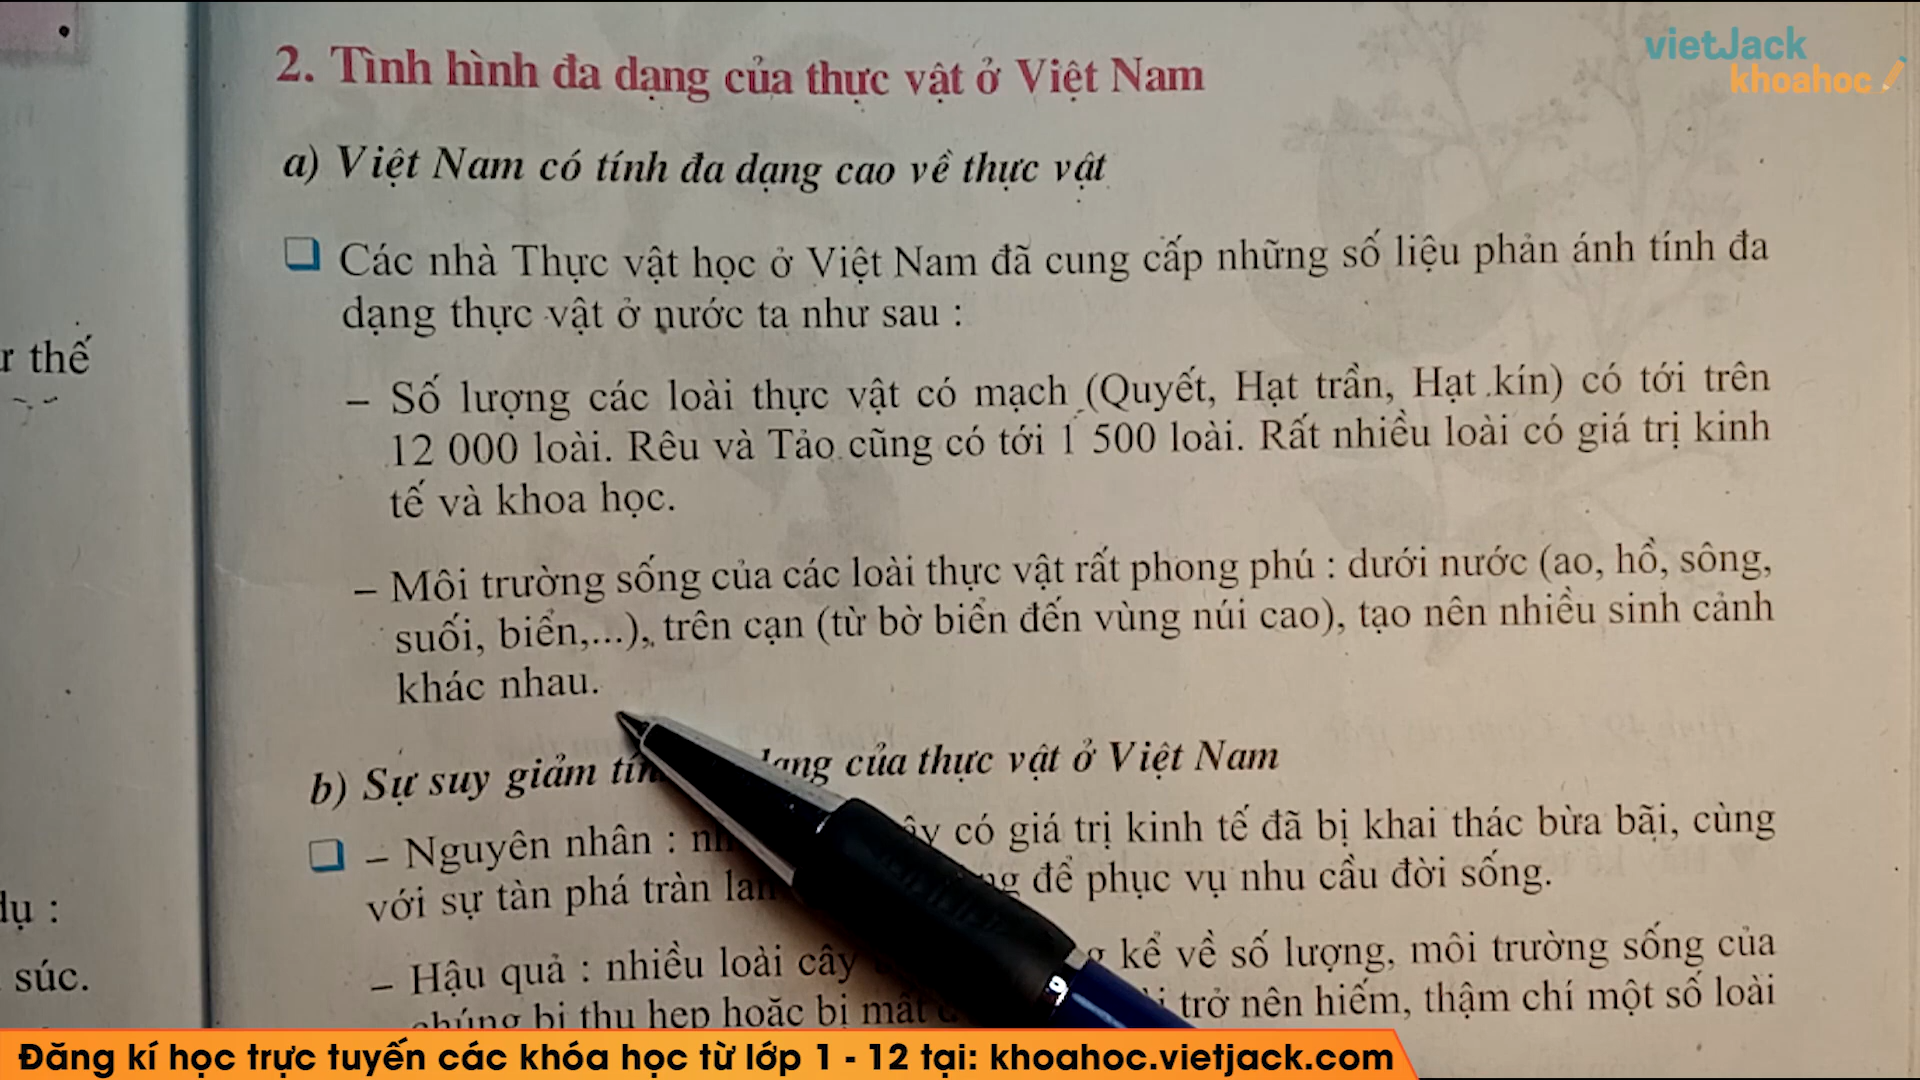 vietJack
khoahoc
2. Tình hình đa dạng của thực vật ở Việt Nam
a) Việt Nam có tính đa dạng cao về thực vật
Các nhà Thực vật học ở Việt Nam đã cung cấp những số liệu phản ánh tính đa
dạng thực vật ở nước ta như sau :
– Số lượng các loài thực vật có mạch (Quyết, Hạt trần, Hạt kín) có tới trên
12 000 loài. Rêu và Tảo cũng có tới 1 500 loài. Rất nhiều loài có giá trị kinh
tế và khoa học.
– Môi trường sống của các loài thực vật rất phong phú : dưới nước (ao, hồ, sông,
suối, biển,...), trên cạn (từ bờ biển đến vùng núi cao), tạo nên nhiều sinh cảnh
khác nhau.
b) Sự suy giảm của thực vật ở Việt Nam
– Nguyên nhân : có giá trị kinh tế đã bị khai thác bừa bãi, cùng
với sự tàn phá tràn lan để phục vụ nhu cầu đời sống.
– Hậu quả : nhiều loài cây kể về số lượng, môi trường sống của
chúng bị thu hẹp hoặc bị mất trở nên hiếm, thậm chí một số loài
thế
dụ :
súc.
Đăng kí học trực tuyến các khóa học từ lớp 1 - 12 tại: khoahoc.vietjack.com